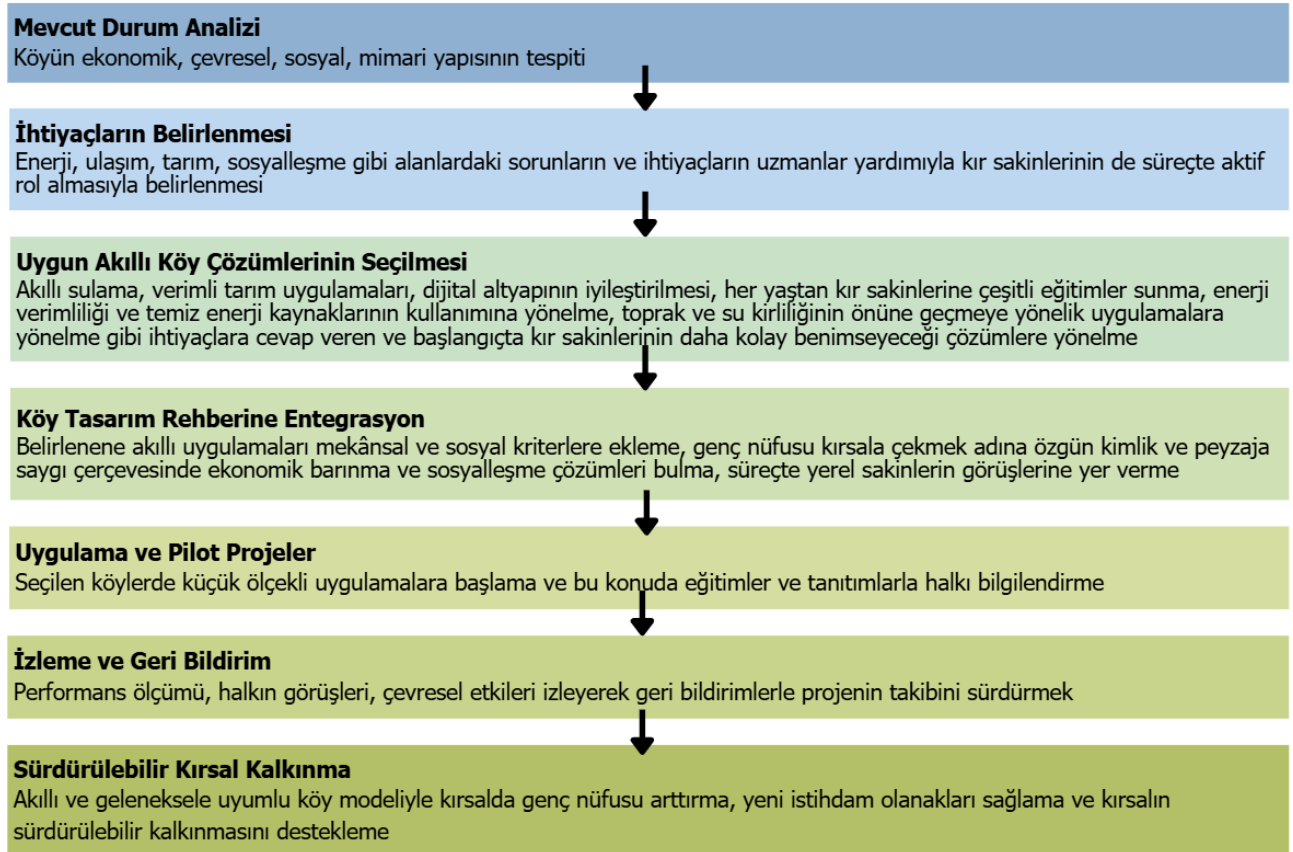 Mevcut Durum Analizi
Köyün ekonomik, çevresel, sosyal, mimari yapısının tespiti
İhtiyaçların Belirlenmesi
Enerji, ulaşım, tarım, sosyalleşme gibi alanlardaki sorunların ve ihtiyaçların uzmanlar yardımıyla kır sakinlerinin de süreçte aktif
rol almasıyla belirlenmesi
Uygun Akıllı Köy Çözümlerinin Seçilmesi
Akıllı sulama, verimli tarım uygulamaları, dijital altyapının iyileştirilmesi, her yaştan kır sakinlerine çeşitli eğitimler sunma, enerji
verimliliği ve temiz enerji kaynaklarının kullanımına yönelme, toprak ve su kirliliğinin önüne geçmeye yönelik uygulamalara
yönelme gibi ihtiyaçlara cevap veren ve başlangıçta kır sakinlerinin daha kolay benimseyeceği çözümlere yönelme
Köy Tasarım Rehberine Entegrasyon
Belirlenene akıllı uygulamaları mekânsal ve sosyal kriterlere ekleme, genç nüfusu kırsala çekmek adına özgün kimlik ve peyzaja
saygı çerçevesinde ekonomik barınma ve sosyalleşme çözümleri bulma, süreçte yerel sakinlerin görüşlerine yer verme
Uygulama ve Pilot Projeler
Seçilen köylerde küçük ölçekli uygulamalara başlama ve bu konuda eğitimler ve tanıtımlarla halkı bilgilendirme
İzleme ve Geri Bildirim
Performans ölçümü, halkın görüşleri, çevresel etkileri izleyerek geri bildirimlerle projenin takibini sürdürmek
Sürdürülebilir Kırsal Kalkınma
Akıllı ve geleneksele uyumlu köy modeliyle kırsalda genç nüfusu arttırma, yeni istihdam olanakları sağlama ve kırsalın
sürdürülebilir kalkınmasını destekleme